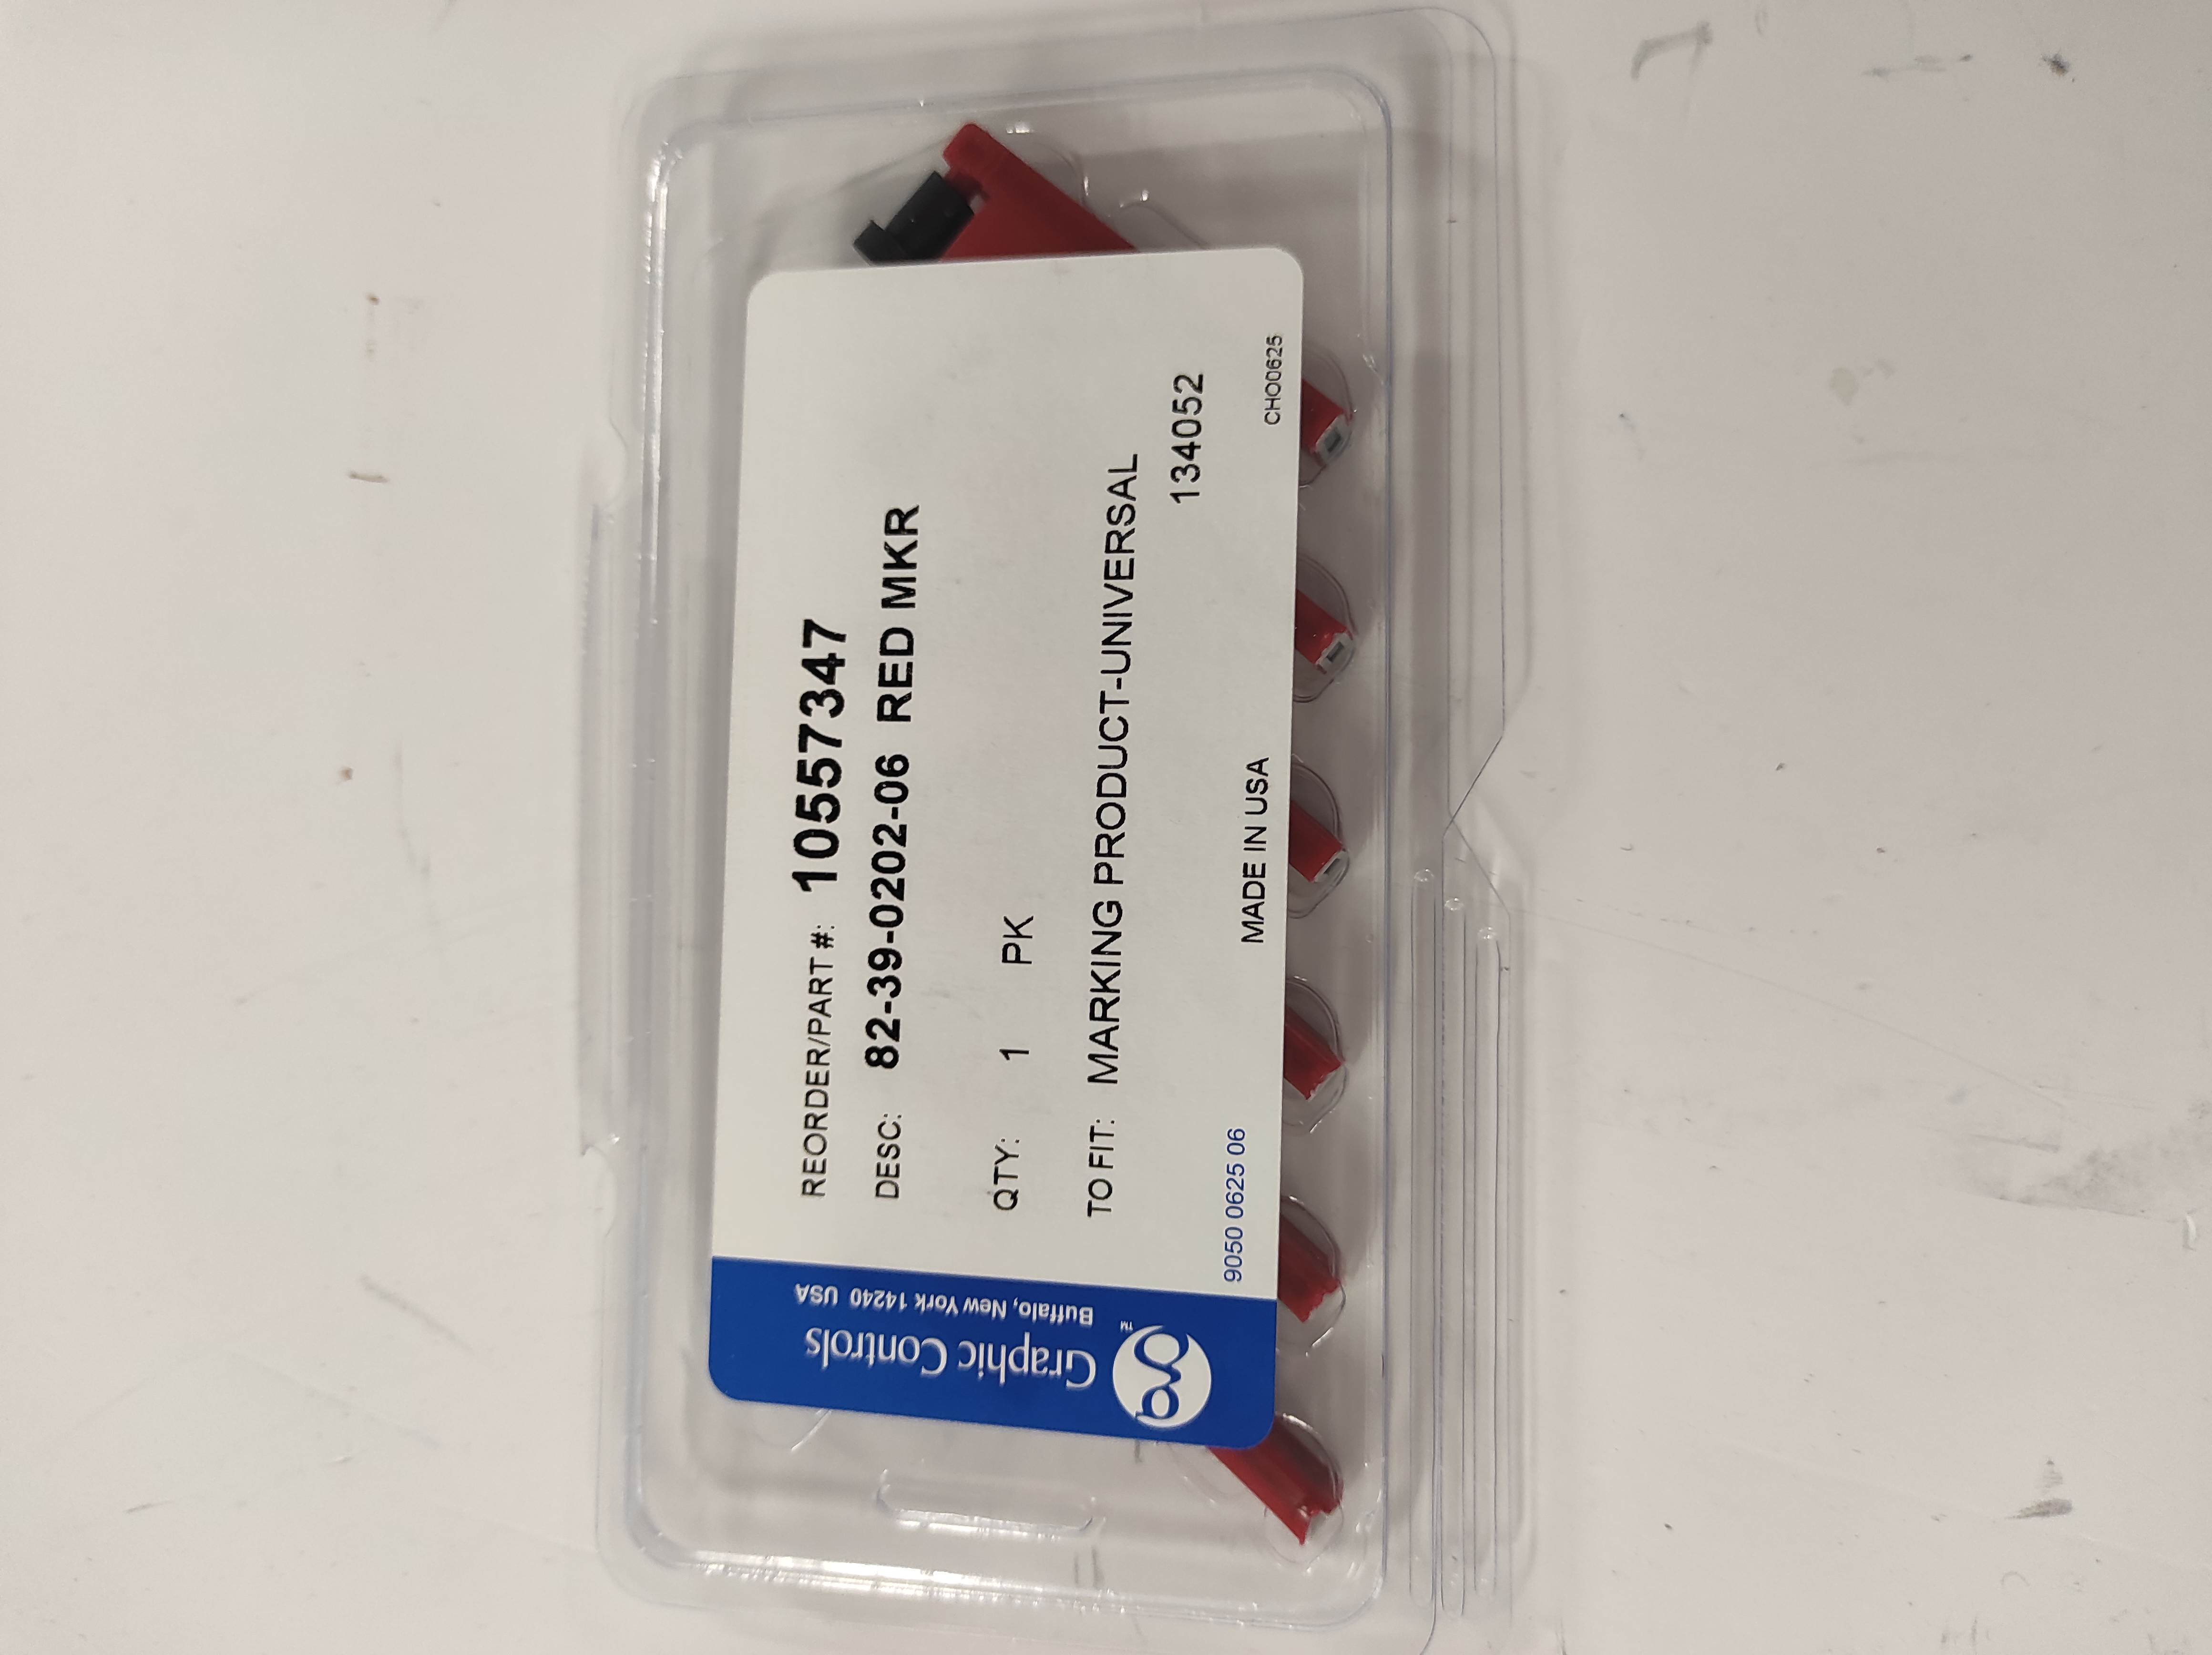 Graphic Controls
Buffalo, New York 14240 USA
TM
REORDER/PART #: 10557347
DESC: 82-39-0202-06 RED MKR
QTY: 1 PK
TO FIT: MARKING PRODUCT-UNIVERSAL
134052
9050 0625 06
MADE IN USA
CHO0625